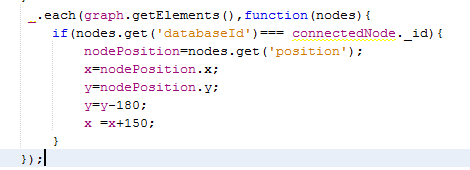 _.each(graph.getElements(),function(nodes){
if(nodes.get('databaseId')=== connectedNode._id){
nodePosition=nodes.get('position');
x=nodePosition.x;
y=nodePosition.y;
y=y-180;
x =x+150;
}
});